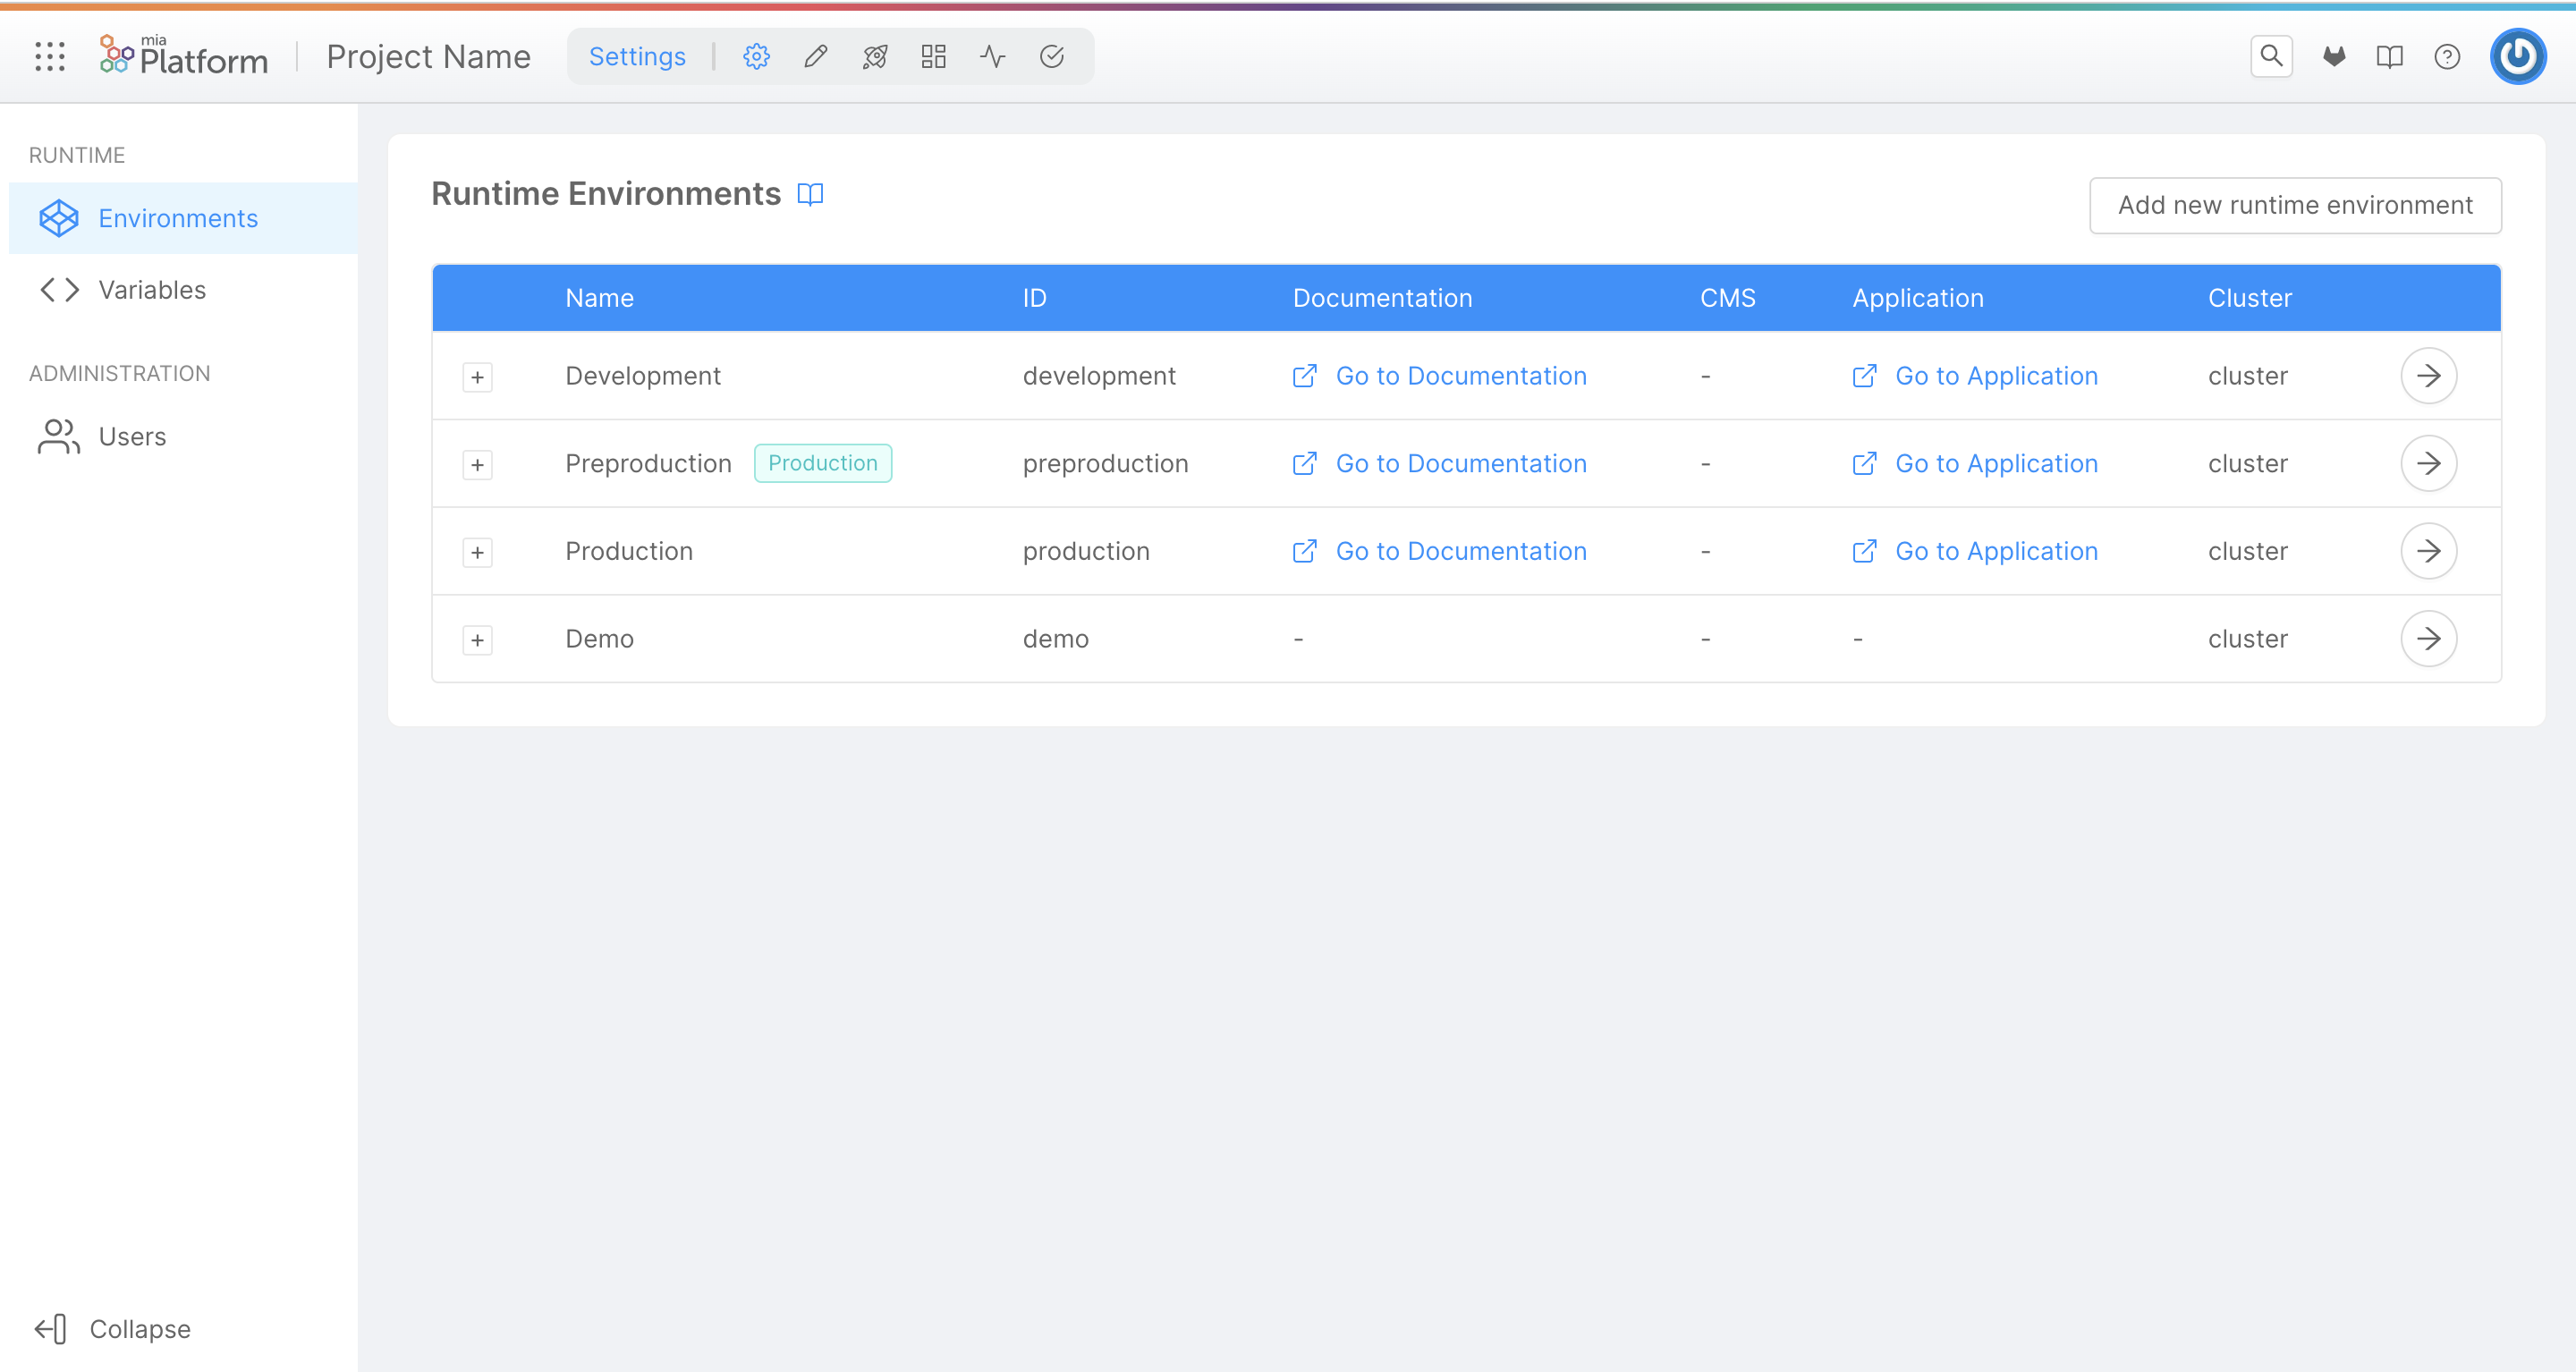 mia
Platform
Project Name
Settings
RUNTIME
Environments
Variables
ADMINISTRATION
Users
Collapse
Runtime Environments
Add new runtime environment
Name ID Documentation CMS Application Cluster
+ Development development Go to Documentation - Go to Application cluster
+ Preproduction Production preproduction Go to Documentation - Go to Application cluster
+ Production production Go to Documentation - Go to Application cluster
+ Demo demo - - - cluster